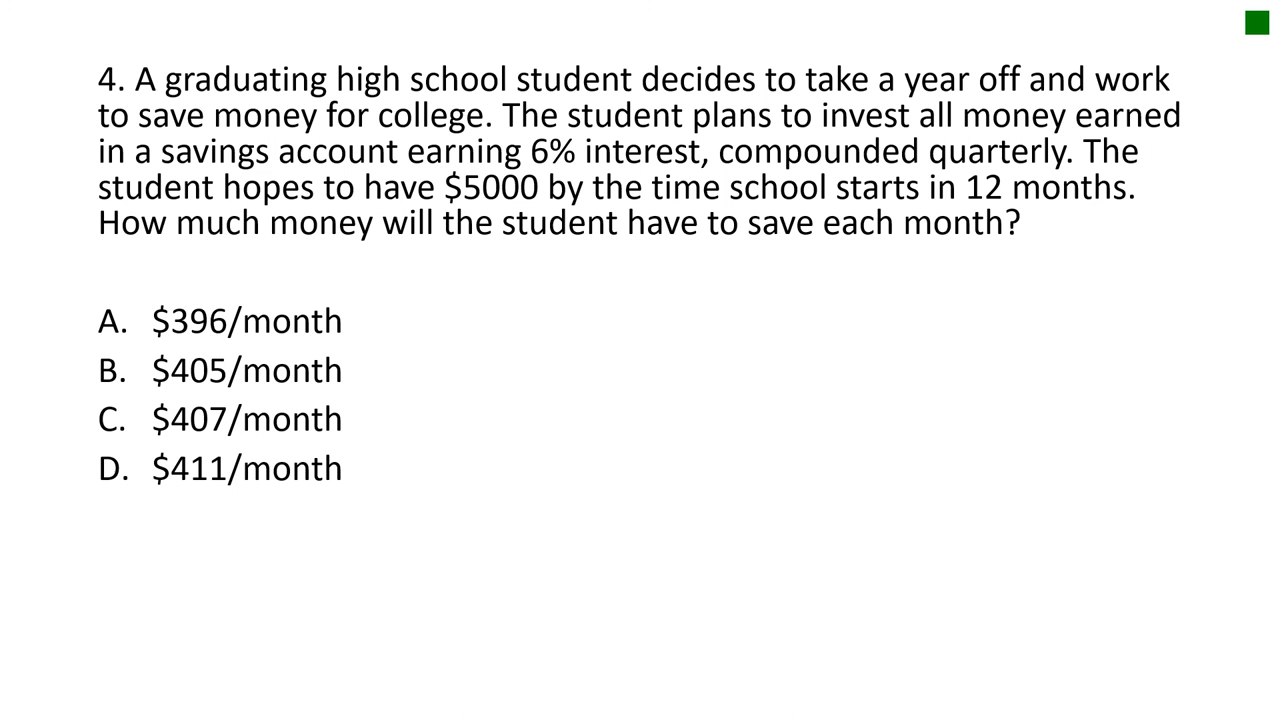 4. A graduating high school student decides to take a year off and work
to save money for college. The student plans to invest all money earned
in a savings account earning 6% interest, compounded quarterly. The
student hopes to have $5000 by the time school starts in 12 months.
How much money will the student have to save each month?
A. $396/month
B. $405/month
C. $407/month
D. $411/month